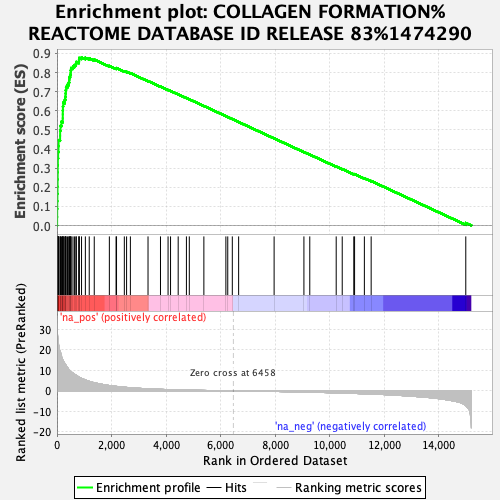 Enrichment plot: COLLAGEN FORMATION%
REACTOME DATABASE ID RELEASE 83%1474290
Enrichment score (ES)
0.9
0.8
0.7
0.6
0.5
0.4
0.3
0.2
0.1
0.0
'na_pos' (positively correlated)
Ranked list metric (PreRanked)
30
20
10
0
-10
-20
Zero cross at 6458
'na_neg' (negatively correlated)
0 2,000 4,000 6,000 8,000 10,000 12,000 14,000
Rank in Ordered Dataset
Enrichment profile Hits Ranking metric scores